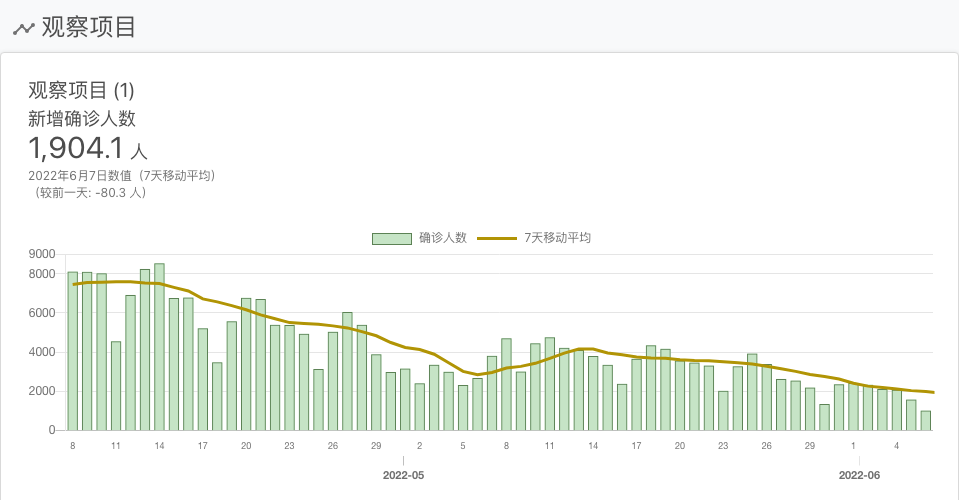 观察项目
观察项目 (1)
新增确诊人数
1,904.1 人
2022年6月7日数值（7天移动平均）
（较前一天: -80.3 人）
确诊人数 7天移动平均
9000
8000
6000
4000
2000
0
8 11 14 17 20 23 26 29 2 5 8 11 14 17 20 23 26 29 1 4
2022-05 2022-06